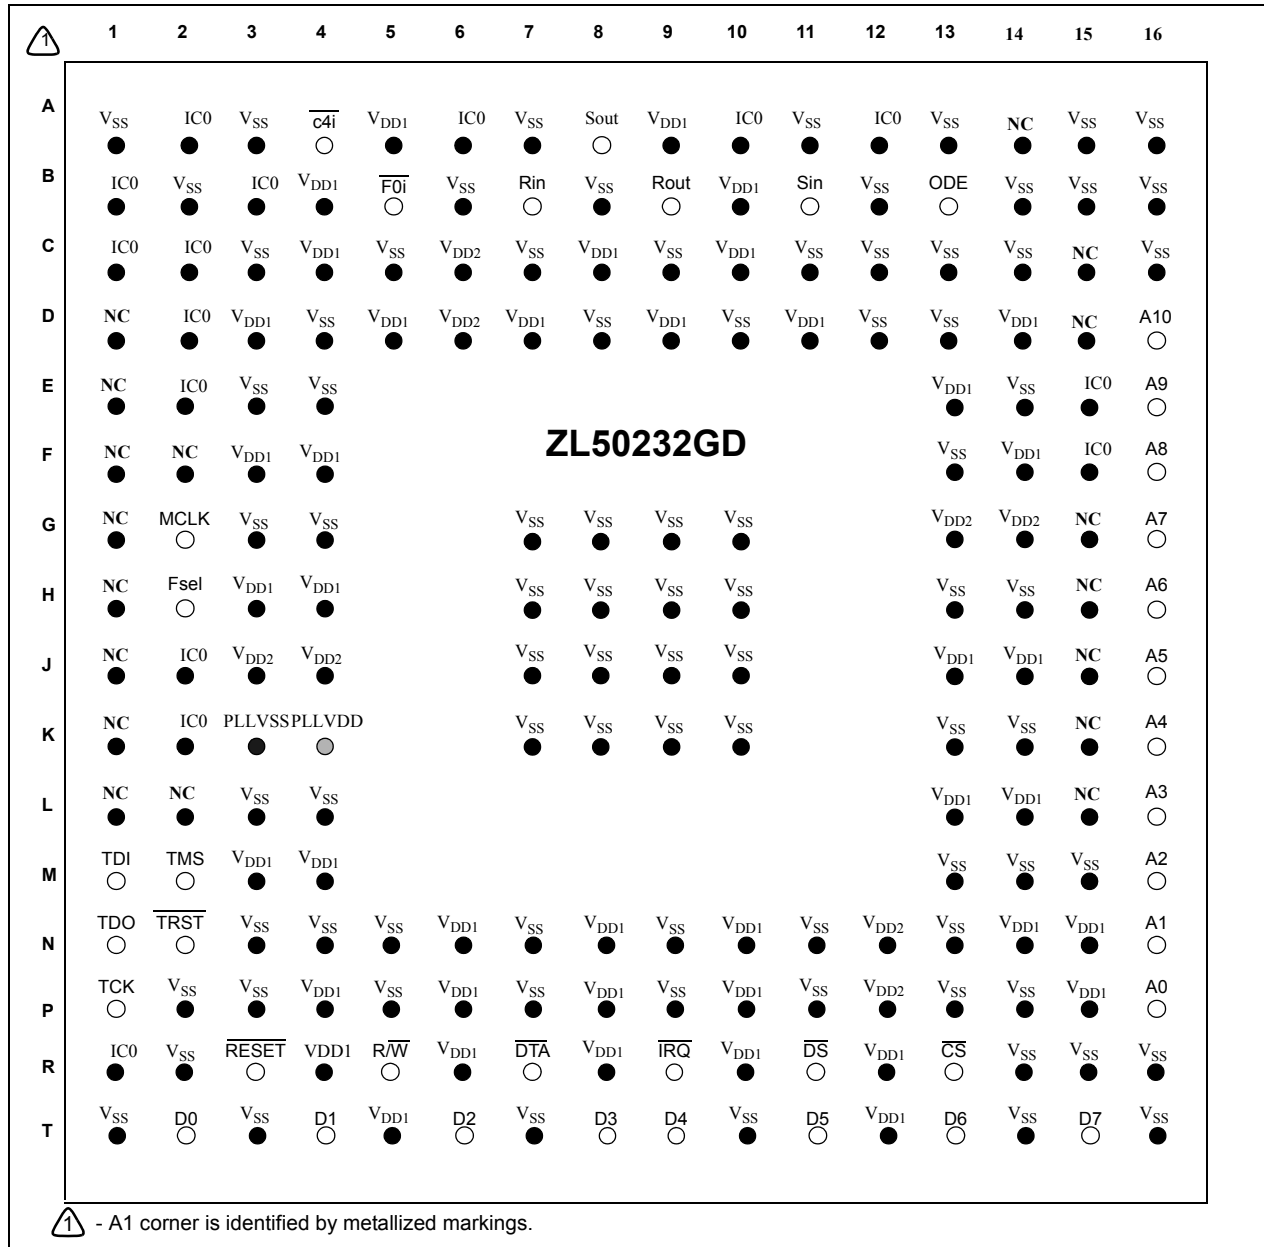 1 1 2 3 4 5 6 7 8 9 10 11 12 13 14 15 16
A VSS IC0 VSS c4i VDD1 IC0 VSS Sout VDD1 IC0 VSS IC0 VSS NC VSS VSS
B IC0 VSS IC0 VDD1 F0i VSS Rin VSS Rout VDD1 Sin VSS ODE VSS VSS VSS
C IC0 IC0 VSS VDD1 VSS VDD2 VSS VDD1 VSS VDD1 VSS VSS VSS VSS NC VSS
D NC IC0 VDD1 VSS VDD1 VDD2 VDD1 VSS VDD1 VSS VDD1 VSS VSS VDD1 NC A10
E NC IC0 VSS VSS VDD1 VSS IC0 A9
ZL50232GD
F NC NC VDD1 VDD1 VSS VDD1 IC0 A8
G NC MCLK VSS VSS VSS VSS VSS VSS VDD2 VDD2 NC A7
H NC Fsel VDD1 VDD1 VSS VSS VSS VSS VSS VSS NC A6
J NC IC0 VDD2 VDD2 VSS VSS VSS VSS VDD1 VDD1 NC A5
K NC IC0 PLLVSS PLLVDD VSS VSS VSS VSS VSS VSS NC A4
L NC NC VSS VSS VDD1 VDD1 NC A3
M TDI TMS VDD1 VDD1 VSS VSS VSS A2
N TDO TRST VSS VSS VSS VDD1 VSS VDD1 VSS VDD1 VSS VDD2 VSS VDD1 VDD1 A1
P TCK VSS VSS VDD1 VSS VDD1 VSS VDD1 VSS VDD1 VSS VDD2 VSS VSS VDD1 A0
R IC0 VSS RESET VDD1 R/W VDD1 DTA VDD1 IRQ VDD1 DS VDD1 CS VSS VSS VSS
T VSS D0 VSS D1 VDD1 D2 VSS D3 D4 VSS D5 VDD1 D6 VSS D7 VSS
1 - A1 corner is identified by metallized markings.